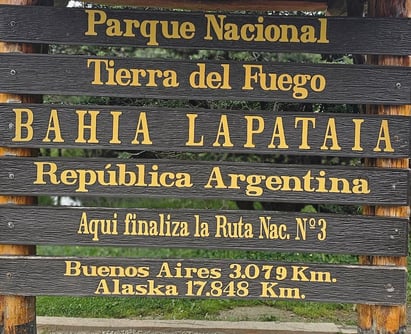 Parque Nacional
Tierra del Fuego
BAHIA LAPATAIA
República Argentina
Aqui finaliza la Ruta Nac. Nº3
Buenos Aires 3.079 Km.
Alaska 17.848 Km.